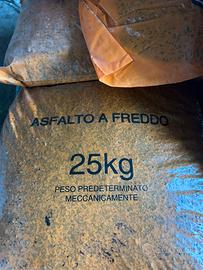 ASFALTO A FREDDO
25kg
PESO PREDETERMINATO
MECCANICAMENTE